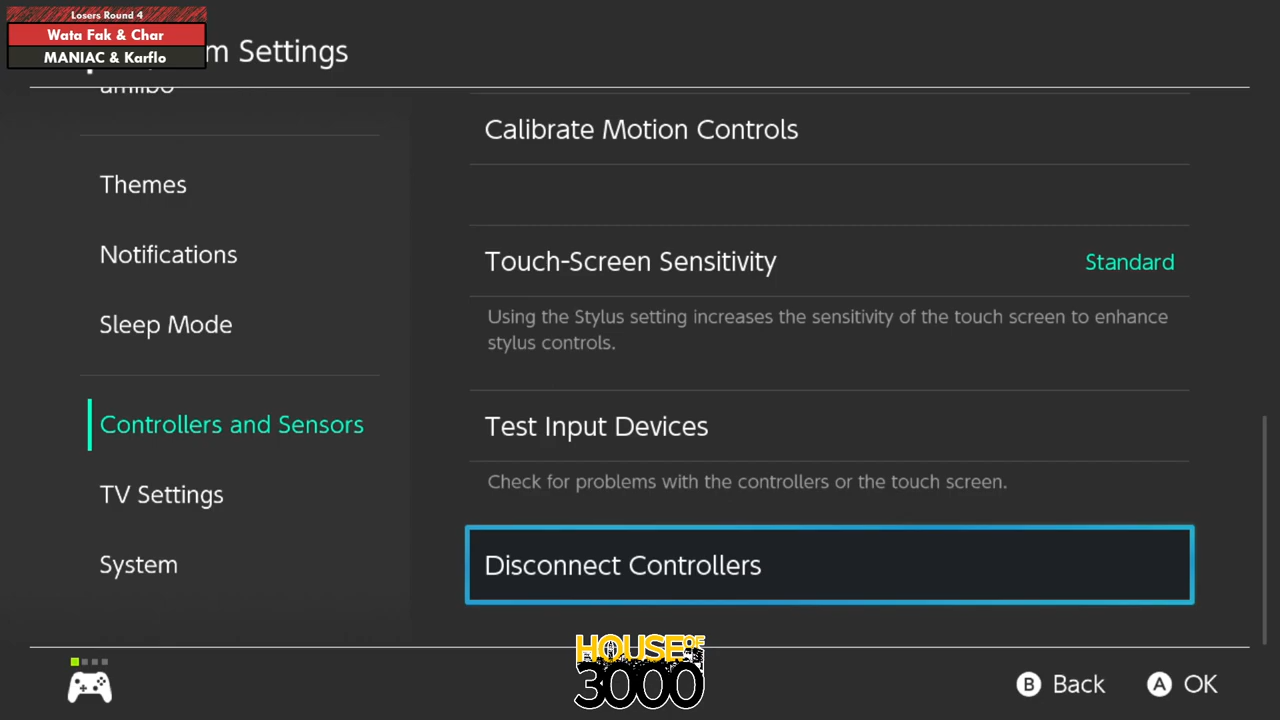 Losers Round 4
Wata Fak & Char
MANIAC & Karflo
m Settings
amiibo
Themes
Notifications
Sleep Mode
Controllers and Sensors
TV Settings
System
Calibrate Motion Controls
Touch-Screen Sensitivity Standard
Using the Stylus setting increases the sensitivity of the touch screen to enhance
stylus controls.
Test Input Devices
Check for problems with the controllers or the touch screen.
Disconnect Controllers
HOUSE OF
3000
B Back A OK